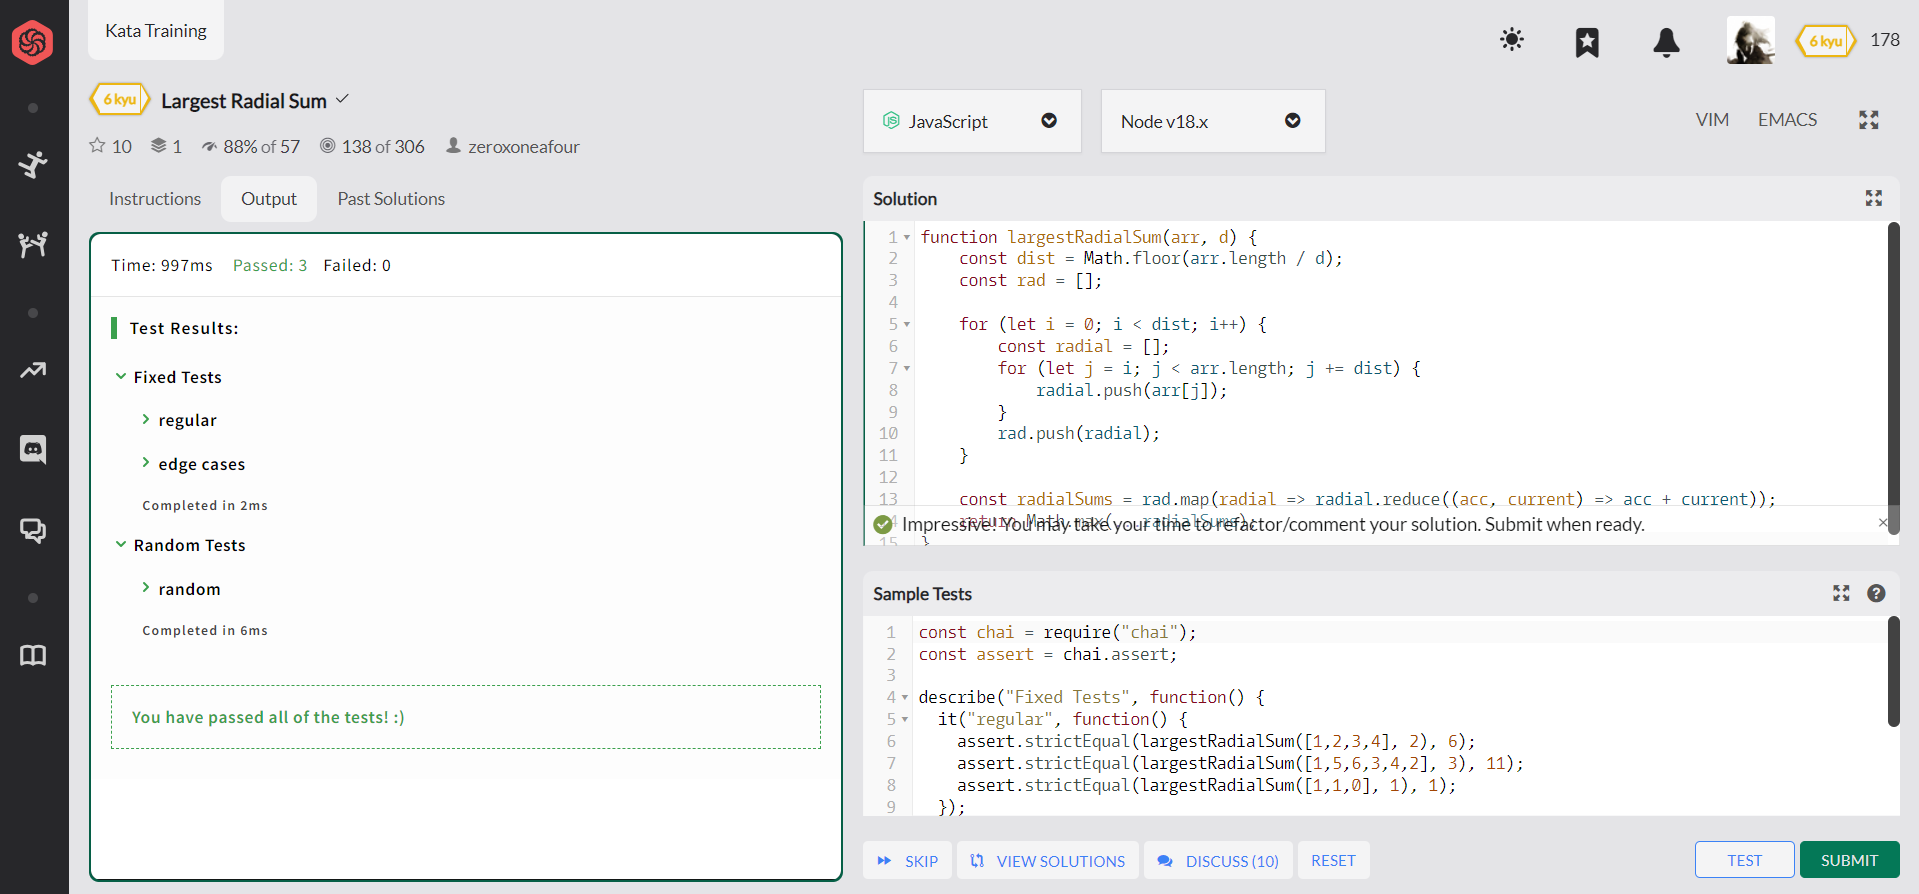 Kata Training
6 kyu
178
6 kyu Largest Radial Sum
10 1 88% of 57 138 of 306 zeroxoneafour
Instructions Output Past Solutions
Time: 997ms Passed: 3 Failed: 0
Test Results:
Fixed Tests
regular
edge cases
Completed in 2ms
Random Tests
random
Completed in 6ms
You have passed all of the tests! :)
JavaScript
Node v18.x
VIM EMACS
Solution
1 function largestRadialSum(arr, d) {
2 const dist = Math.floor(arr.length / d);
3 const rad = [];
4
5 for (let i = 0; i < dist; i++) {
6 const radial = [];
7 for (let j = i; j < arr.length; j += dist) {
8 radial.push(arr[j]);
9 }
10 rad.push(radial);
11 }
12
13 const radialSums = rad.map(radial => radial.reduce((acc, current) => acc + current));
14 return Math.max(...radialSums);
Impressive! You may take your time to refactor/comment your solution. Submit when ready. ×
15 }
Sample Tests
1 const chai = require("chai");
2 const assert = chai.assert;
3
4 describe("Fixed Tests", function() {
5 it("regular", function() {
6 assert.strictEqual(largestRadialSum([1,2,3,4], 2), 6);
7 assert.strictEqual(largestRadialSum([1,5,6,3,4,2], 3), 11);
8 assert.strictEqual(largestRadialSum([1,1,0], 1), 1);
9 });
SKIP VIEW SOLUTIONS DISCUSS (10) RESET TEST SUBMIT